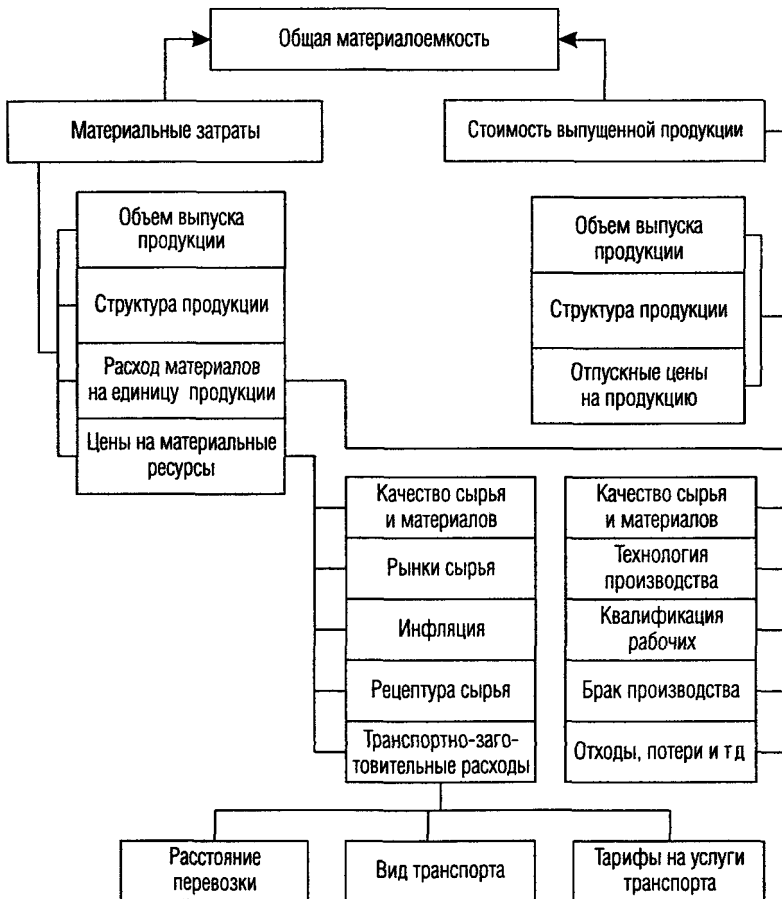 Общая материалоемкость
Материальные затраты
Стоимость выпущенной продукции
Объем выпуска
продукции
Структура продукции
Расход материалов
на единицу продукции
Цены на материальные
ресурсы
Объем выпуска
продукции
Структура продукции
Отпускные цены
на продукцию
Качество сырья
и материалов
Рынки сырья
Инфляция
Рецептура сырья
Транспортно-заго-
товительные расходы
Качество сырья
и материалов
Технология
производства
Квалификация
рабочих
Брак производства
Отходы, потери и т д
Расстояние
перевозки
Вид транспорта
Тарифы на услуги
транспорта